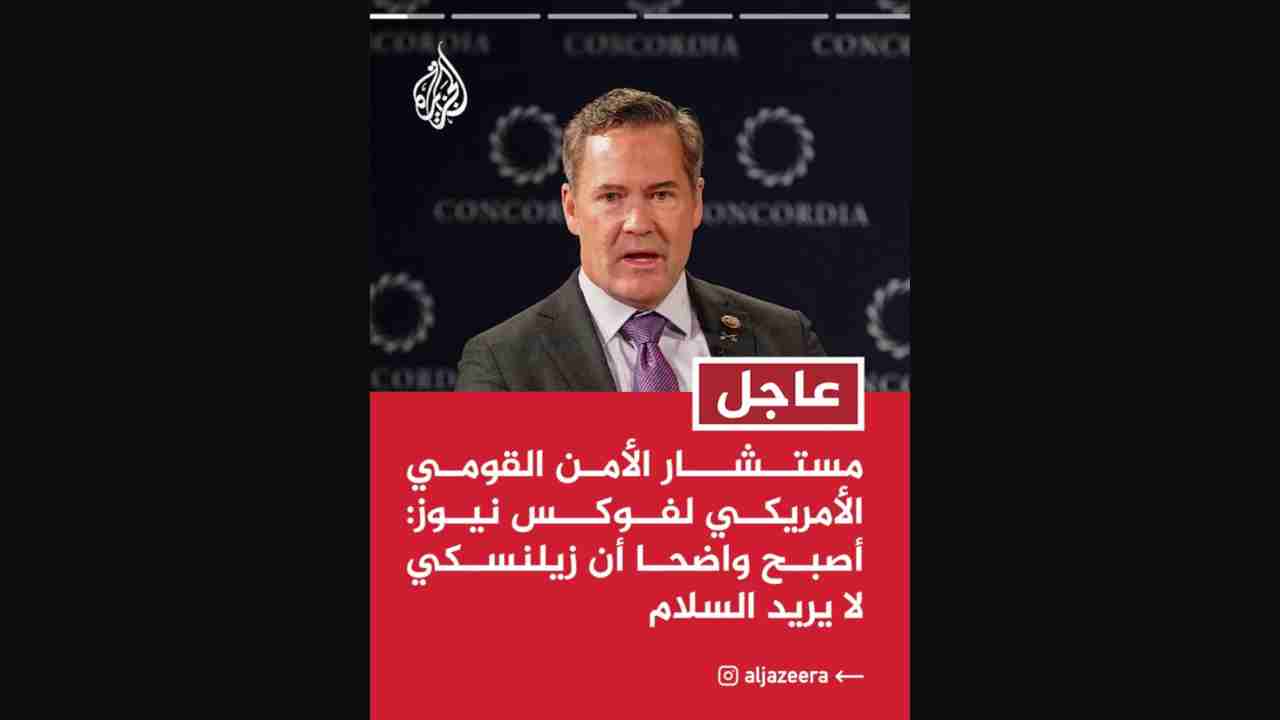 CONCORDIA
CONCORDIA
الجزيرة
CONCORDIA
CONCORDIA
عاجل
مستشار الأمن القومي
الأمريكي لفوكس نيوز:
أصبح واضحا أن زيلنسكي
لا يريد السلام
aljazeera